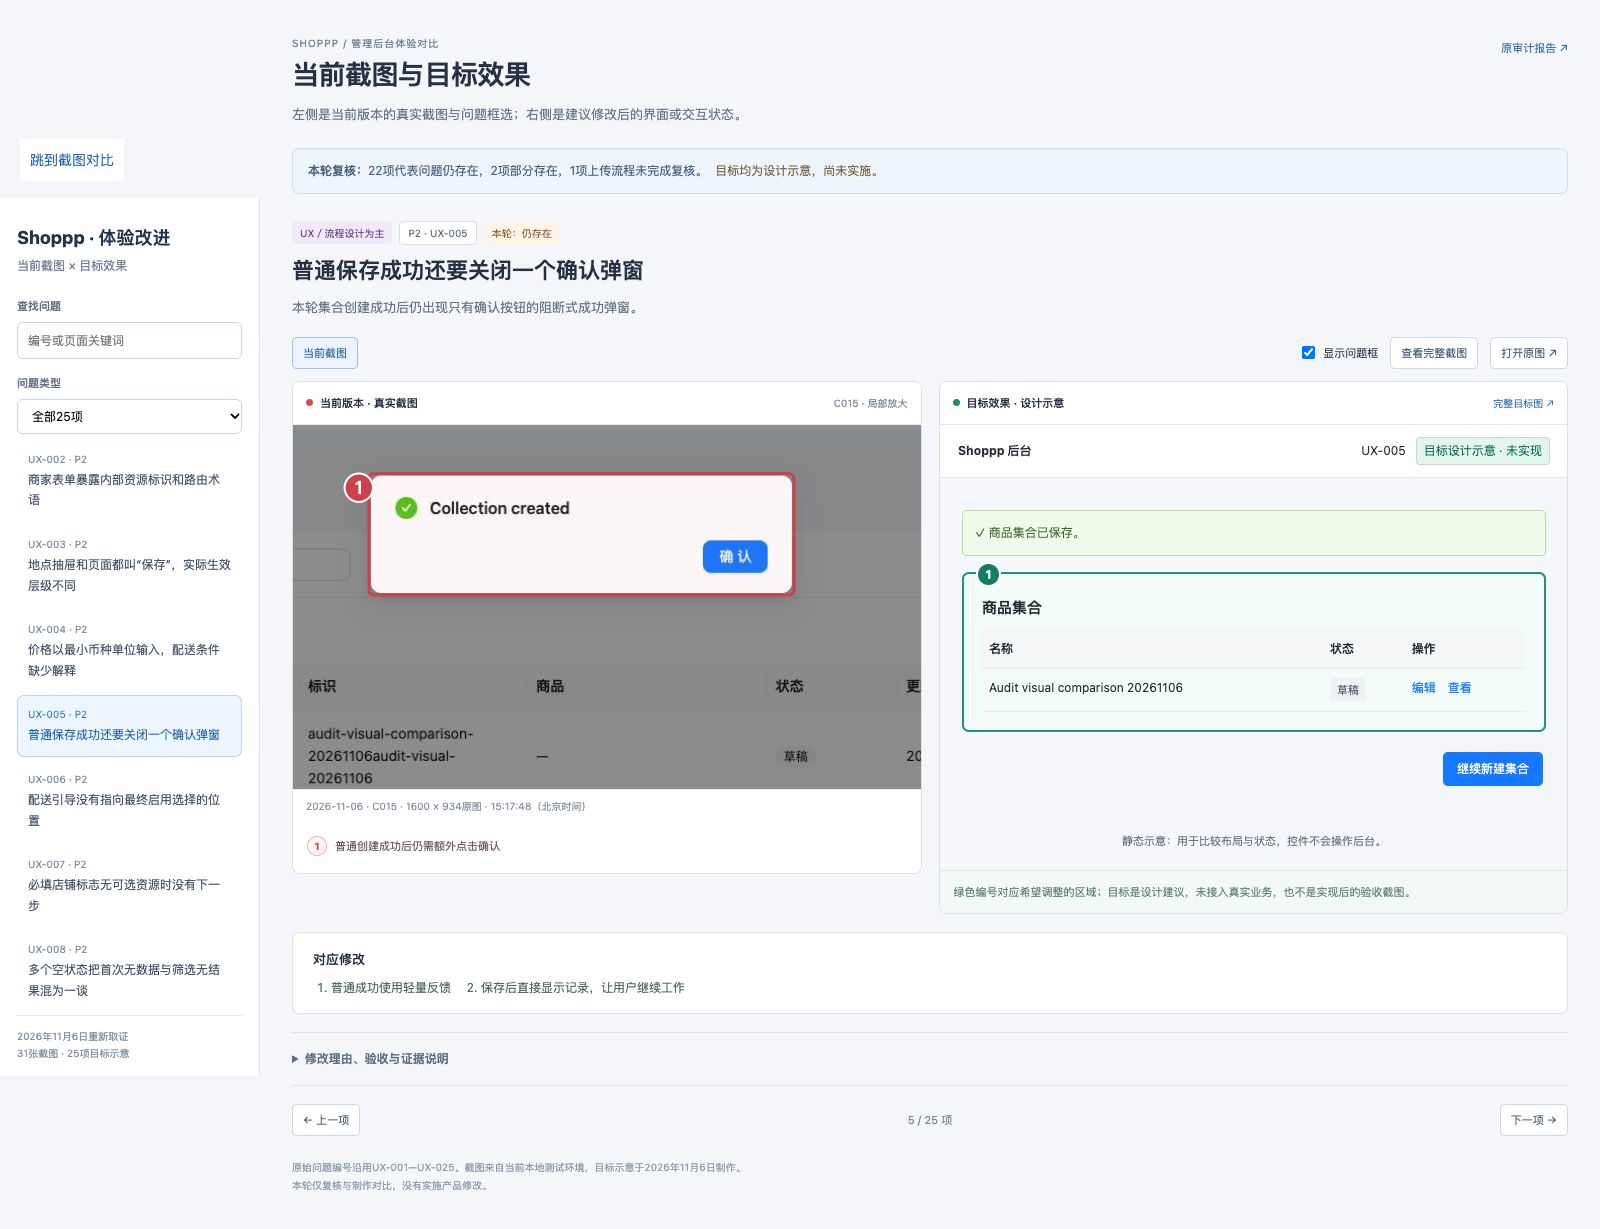 SHOPPP / 管理后台体验对比
原审计报告 ↗
当前截图与目标效果
左侧是当前版本的真实截图与问题框选；右侧是建议修改后的界面或交互状态。
跳到截图对比
本轮复核：22项代表问题仍存在，2项部分存在，1项上传流程未完成复核。 目标均为设计示意，尚未实施。
Shoppp · 体验改进
当前截图 × 目标效果
查找问题
编号或页面关键词
问题类型
全部25项
UX-002 · P2
商家表单暴露内部资源标识和路由术
语
UX-003 · P2
地点抽屉和页面都叫“保存”，实际生效
层级不同
UX-004 · P2
价格以最小币种单位输入，配送条件
缺少解释
UX-005 · P2
普通保存成功还要关闭一个确认弹窗
UX-006 · P2
配送引导没有指向最终启用选择的位
置
UX-007 · P2
必填店铺标志无可选资源时没有下一
步
UX-008 · P2
多个空状态把首次无数据与筛选无结
果混为一谈
2026年11月6日重新取证
31张截图 · 25项目标示意
UX / 流程设计为主 P2 · UX-005 本轮：仍存在
普通保存成功还要关闭一个确认弹窗
本轮集合创建成功后仍出现只有确认按钮的阻断式成功弹窗。
当前截图
显示问题框 查看完整截图 打开原图 ↗
当前版本 · 真实截图 C015 · 局部放大
1
Collection created
确 认
标识 商品 状态 更
audit-visual-comparison-
20261106audit-visual-
20261106
— 草稿 20
2026-11-06 · C015 · 1600 × 934原图 · 15:17:48（北京时间）
1 普通创建成功后仍需额外点击确认
目标效果 · 设计示意 完整目标图 ↗
Shoppp 后台 UX-005 目标设计示意 · 未实现
✓ 商品集合已保存。
1
商品集合
名称 状态 操作
Audit visual comparison 20261106 草稿 编辑 查看
继续新建集合
静态示意：用于比较布局与状态，控件不会操作后台。
绿色编号对应希望调整的区域；目标是设计建议，未接入真实业务，也不是实现后的验收截图。
对应修改
1. 普通成功使用轻量反馈 2. 保存后直接显示记录，让用户继续工作
修改理由、验收与证据说明
← 上一项
5 / 25 项
下一项 →
原始问题编号沿用UX-001—UX-025。截图来自当前本地测试环境，目标示意于2026年11月6日制作。
本轮仅复核与制作对比，没有实施产品修改。